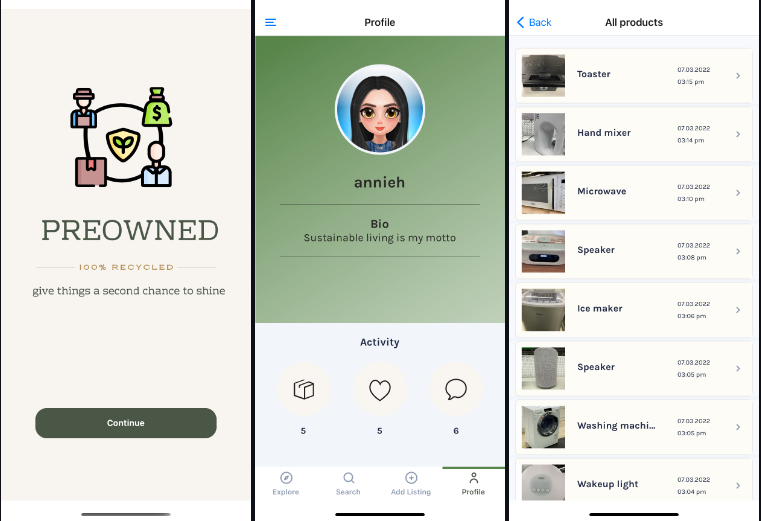 PREOWNED
100% RECYCLED
give things a second chance to shine
Continue
Profile
annieh
Bio
Sustainable living is my motto
Activity
5 5 6
Explore Search Add Listing Profile
Back All products
Toaster 07.03.2022
03:15 pm
Hand mixer 07.03.2022
03:14 pm
Microwave 07.03.2022
03:10 pm
Speaker 07.03.2022
03:08 pm
Ice maker 07.03.2022
03:06 pm
Speaker 07.03.2022
03:05 pm
Washing machi... 07.03.2022
03:05 pm
Wakeup light 07.03.2022
03:04 pm